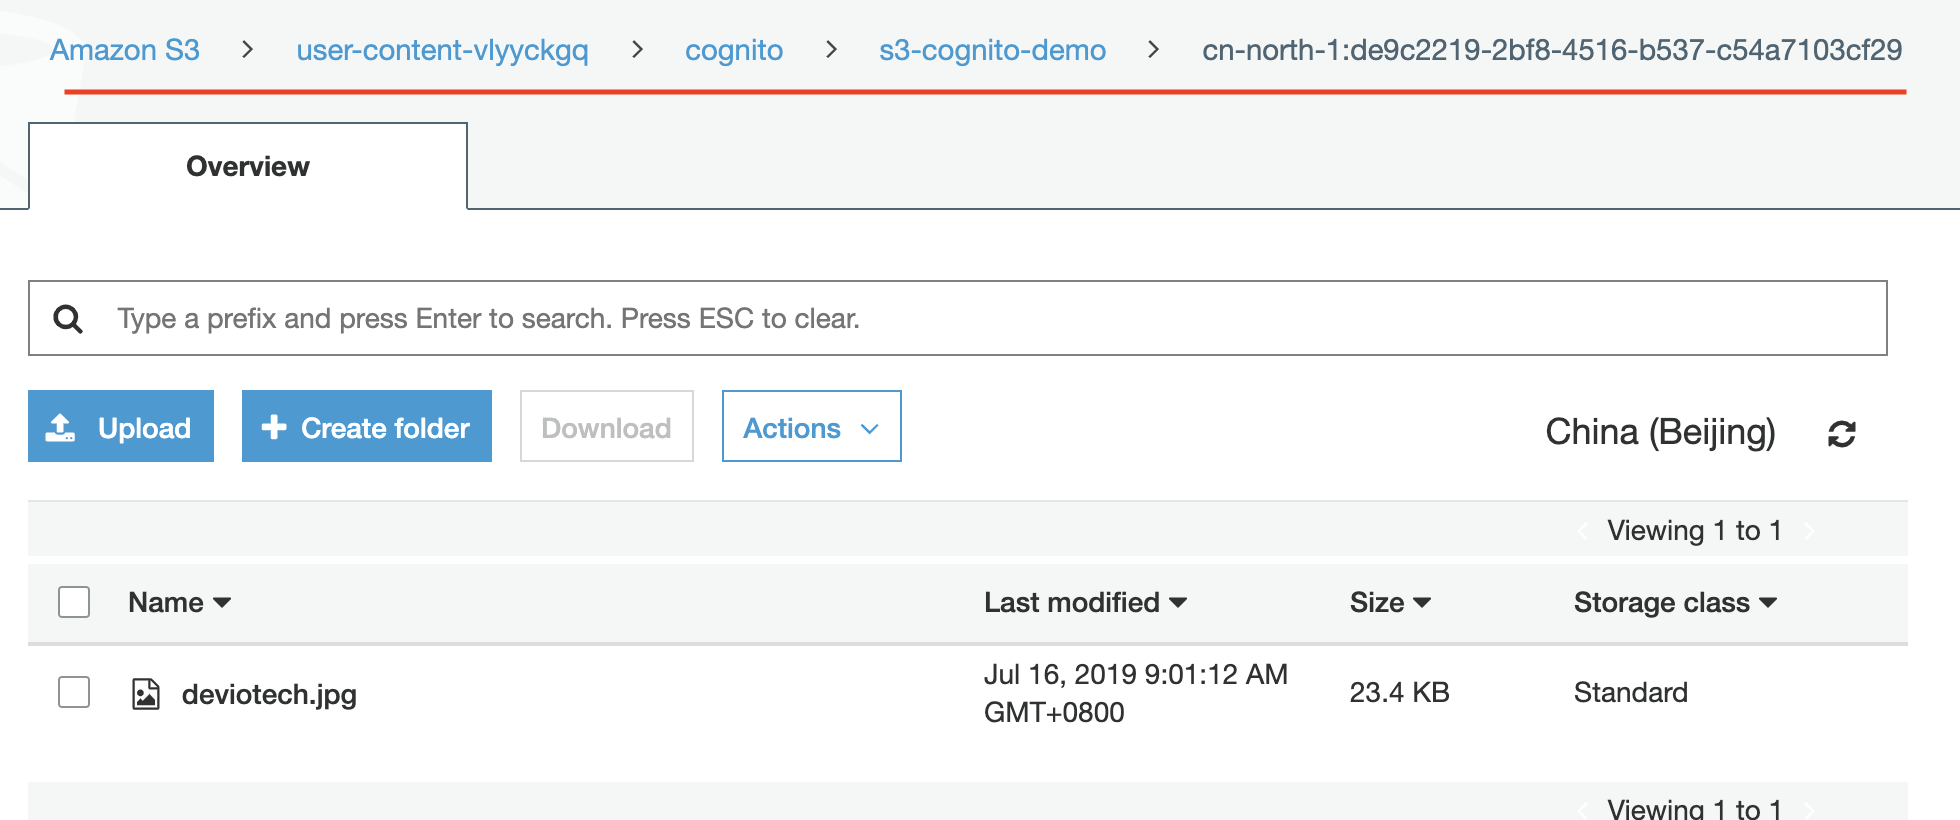 Amazon S3 > user-content-vlyyckgq > cognito > s3-cognito-demo > cn-north-1:de9c2219-2bf8-4516-b537-c54a7103cf29
Overview
Type a prefix and press Enter to search. Press ESC to clear.
Upload Create folder Download Actions China (Beijing)
Viewing 1 to 1
Name Last modified Size Storage class
deviotech.jpg Jul 16, 2019 9:01:12 AM GMT+0800 23.4 KB Standard
Viewing 1 to 1